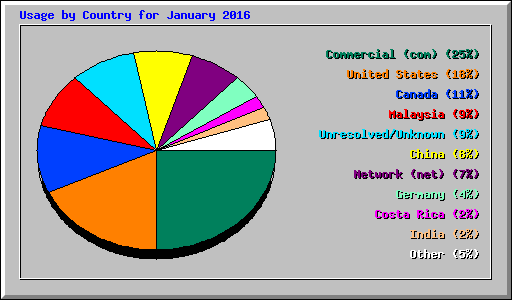 Usage by Country for January 2016
Commercial (com) (25%)
United States (18%)
Canada (11%)
Malaysia (9%)
Unresolved/Unknown (9%)
China (8%)
Network (net) (7%)
Germany (4%)
Costa Rica (2%)
India (2%)
Other (5%)